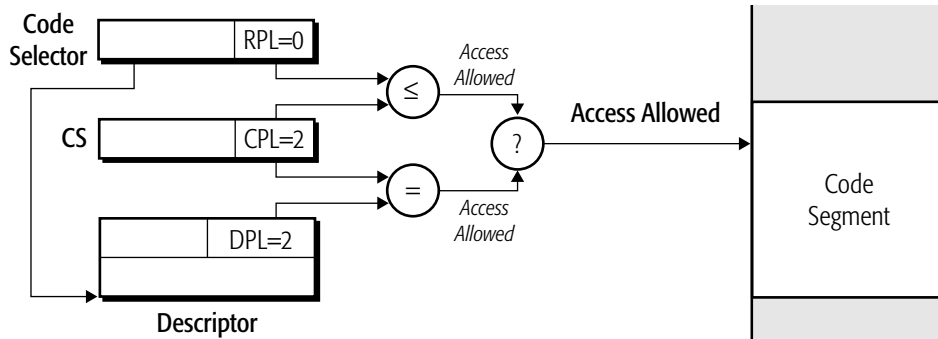 Code
Selector
RPL=0
Access
Allowed
≤
CS
CPL=2
?
Access Allowed
=
Access
Allowed
DPL=2
Descriptor
Code
Segment